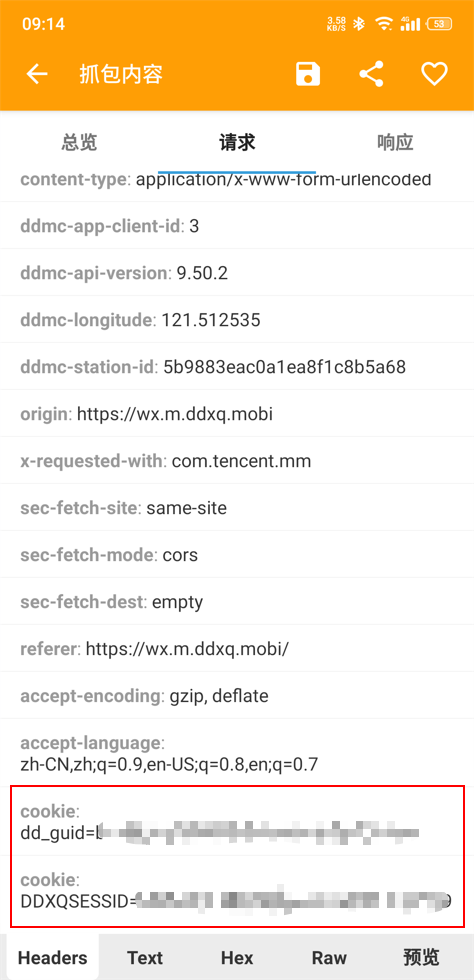 09:14
3.58
KB/S
4G
53
抓包内容
总览
请求
响应
content-type: application/x-www-form-urlencoded
ddmc-app-client-id: 3
ddmc-api-version: 9.50.2
ddmc-longitude: 121.512535
ddmc-station-id: 5b9883eac0a1ea8f1c8b5a68
origin: https://wx.m.ddxq.mobi
x-requested-with: com.tencent.mm
sec-fetch-site: same-site
sec-fetch-mode: cors
sec-fetch-dest: empty
referer: https://wx.m.ddxq.mobi/
accept-encoding: gzip, deflate
accept-language:
zh-CN,zh;q=0.9,en-US;q=0.8,en;q=0.7
cookie:
dd_guid=
cookie:
DDXQSESSID=
Headers
Text
Hex
Raw
预览